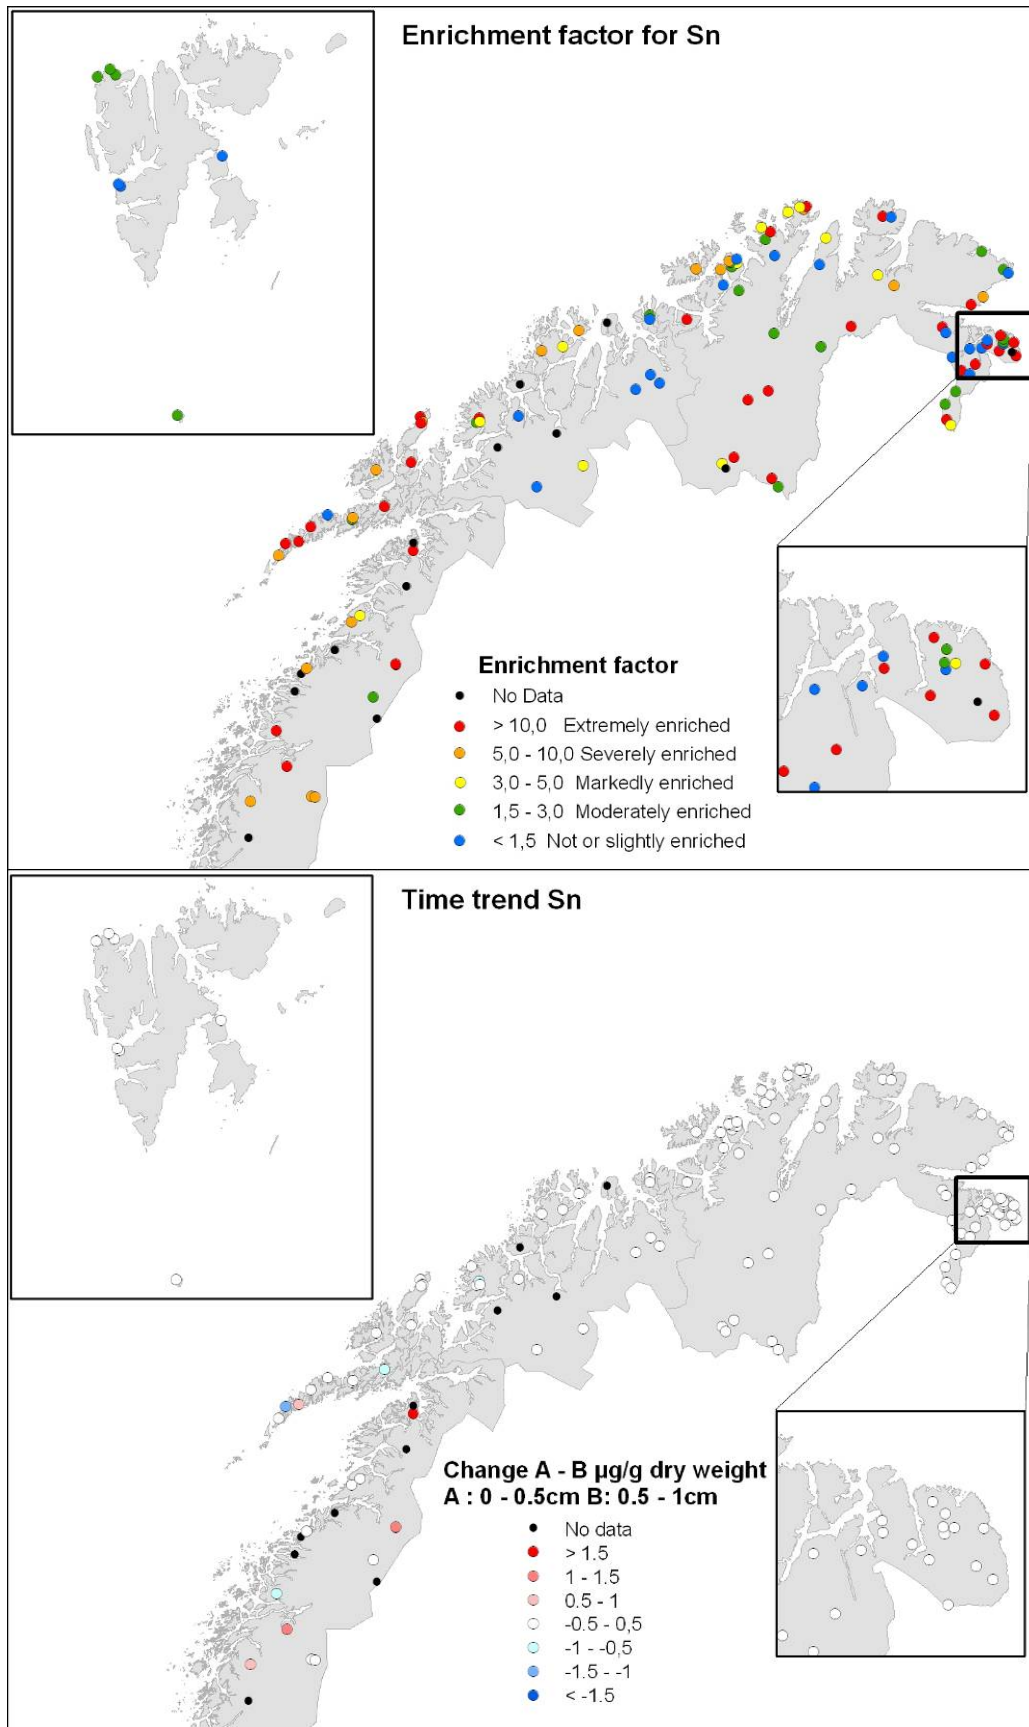 Enrichment factor for Sn
Enrichment factor
No Data
> 10,0 Extremely enriched
5,0 - 10,0 Severely enriched
3,0 - 5,0 Markedly enriched
1,5 - 3,0 Moderately enriched
< 1,5 Not or slightly enriched
Time trend Sn
Change A - B µg/g dry weight
A : 0 - 0.5cm B: 0.5 - 1cm
No data
> 1.5
1 - 1.5
0.5 - 1
-0.5 - 0,5
-1 - -0,5
-1.5 - -1
< -1.5